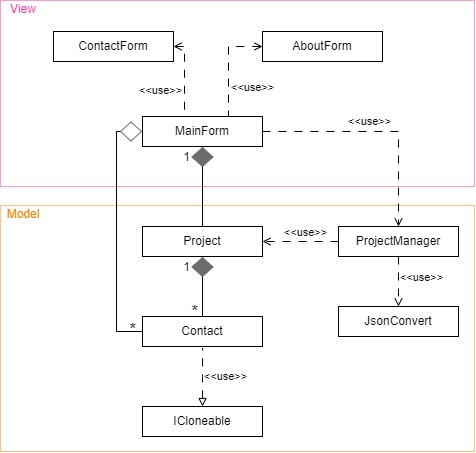 View
ContactForm
AboutForm
<<use>>
<<use>>
MainForm
<<use>>
1
Model
Project
<<use>>
ProjectManager
1
<<use>>
*
*
Contact
JsonConvert
<<use>>
ICloneable